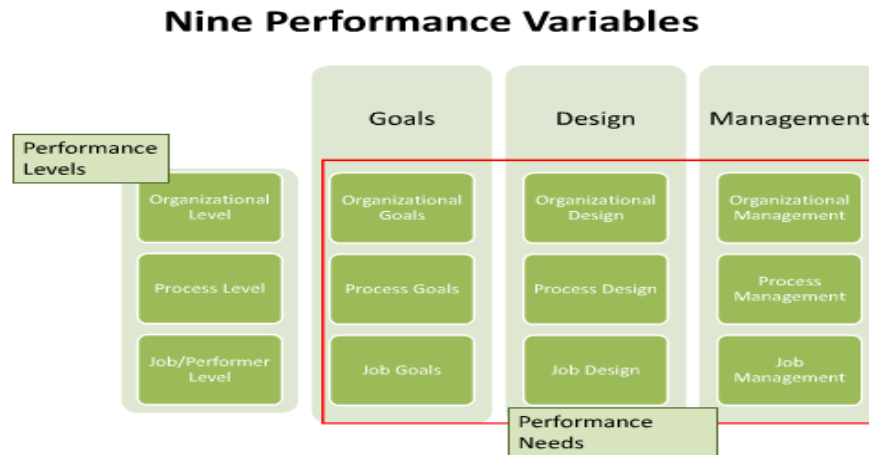 Nine Performance Variables
Goals
Design
Management
Performance
Levels
Organizational
Level
Organizational
Goals
Organizational
Design
Organizational
Management
Process Level
Process Goals
Process Design
Process
Management
Job/Performer
Level
Job Goals
Job Design
Job
Management
Performance
Needs